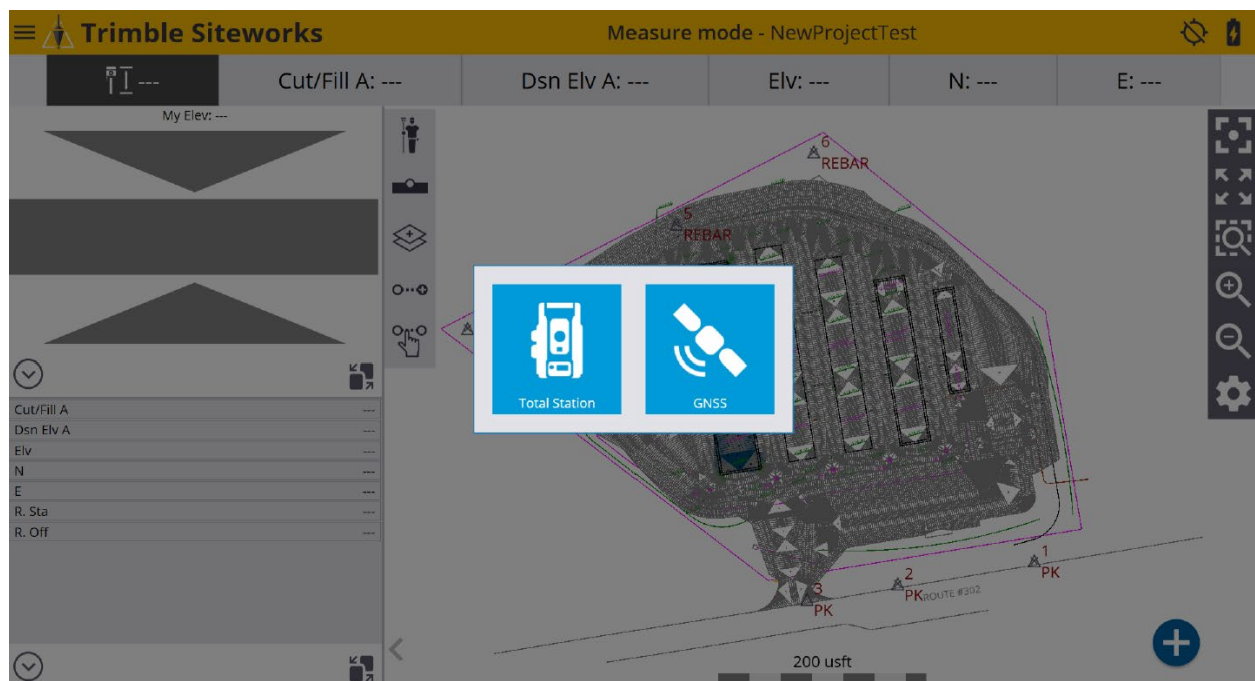 Trimble Siteworks
Measure mode - NewProjectTest
---
Cut/Fill A: ---
Dsn Elv A: ---
Elv: ---
N: ---
E: ---
My Elev: ---
6
REBAR
5
REBAR
Total Station
GNSS
Cut/Fill A ---
Dsn Elv A ---
Elv ---
N ---
E ---
R. Sta ---
R. Off ---
1
PK
2
PK
ROUTE #302
3
PK
200 usft